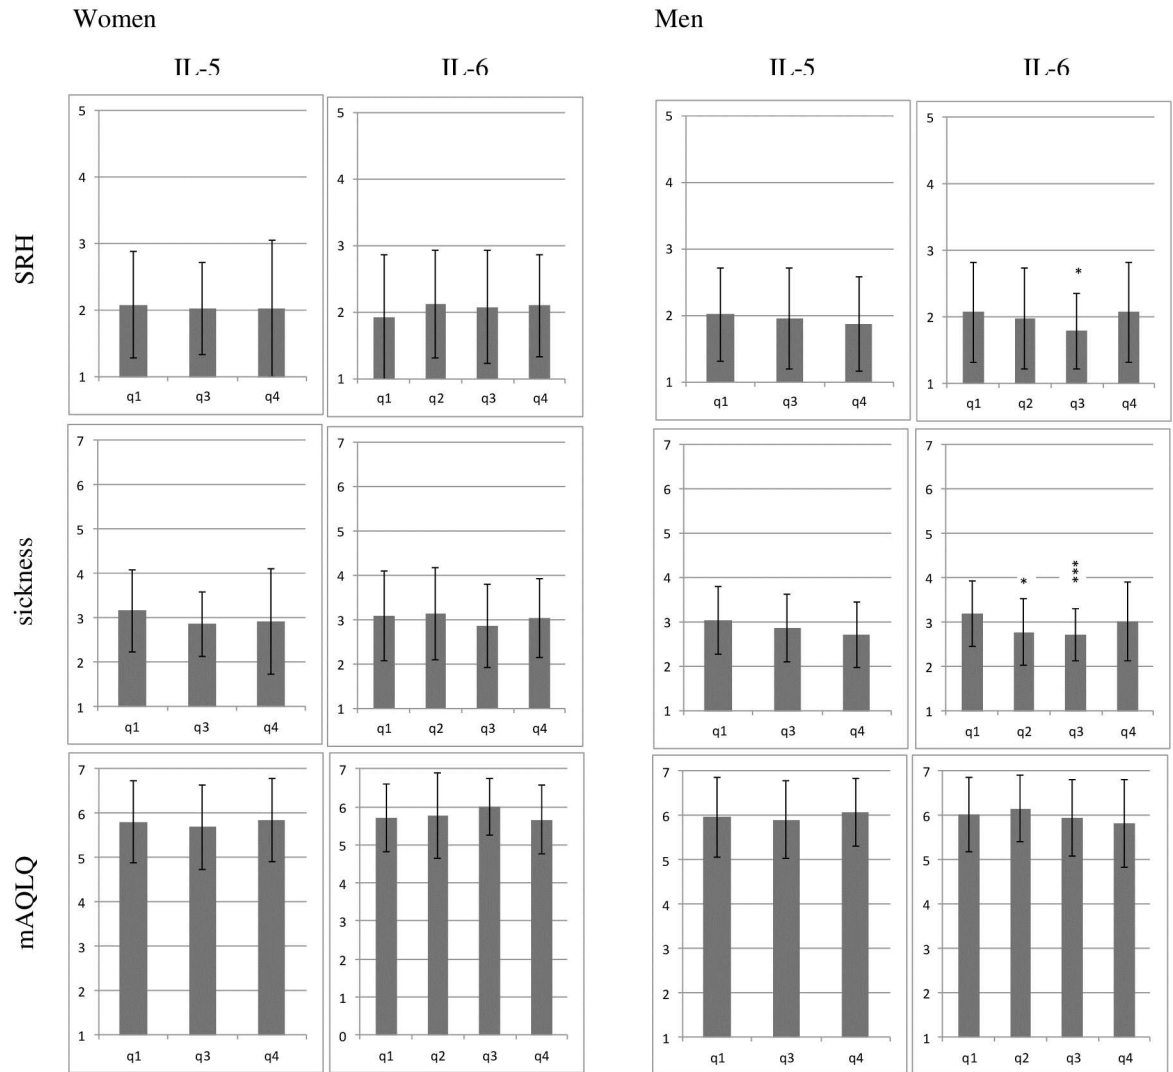 Women Men
IL-5 IL-6 IL-5 IL-6
SRH
5 5 5 5
4 4 4 4
3 3 3 3
*
2 2 2 2
1 1 1 1
q1 q3 q4 q1 q2 q3 q4 q1 q3 q4 q1 q2 q3 q4
sickness
7 7 7 7
6 6 6 6
5 5 5 5
4 4 4 4
* ***
3 3 3 3
2 2 2 2
1 1 1 1
q1 q3 q4 q1 q2 q3 q4 q1 q3 q4 q1 q2 q3 q4
mAQLQ
7 7 7 7
6 6 6 6
5 5 5 5
4 4 4 4
3 3 3 3
2 2 2 2
1 1 1 1
0
q1 q3 q4 q1 q2 q3 q4 q1 q3 q4 q1 q2 q3 q4